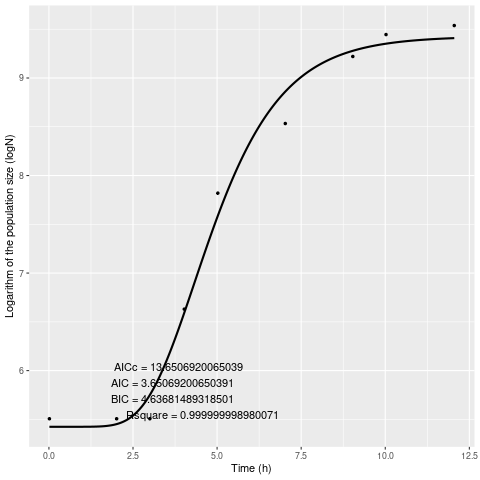 Logarithm of the population size (logN)
9
8
7
6
AICc = 13.6506920065039
AIC = 3.65069200650391
BIC = 4.63681489318501
Rsquare = 0.999999998980071
0.0 2.5 5.0 7.5 10.0 12.5
Time (h)